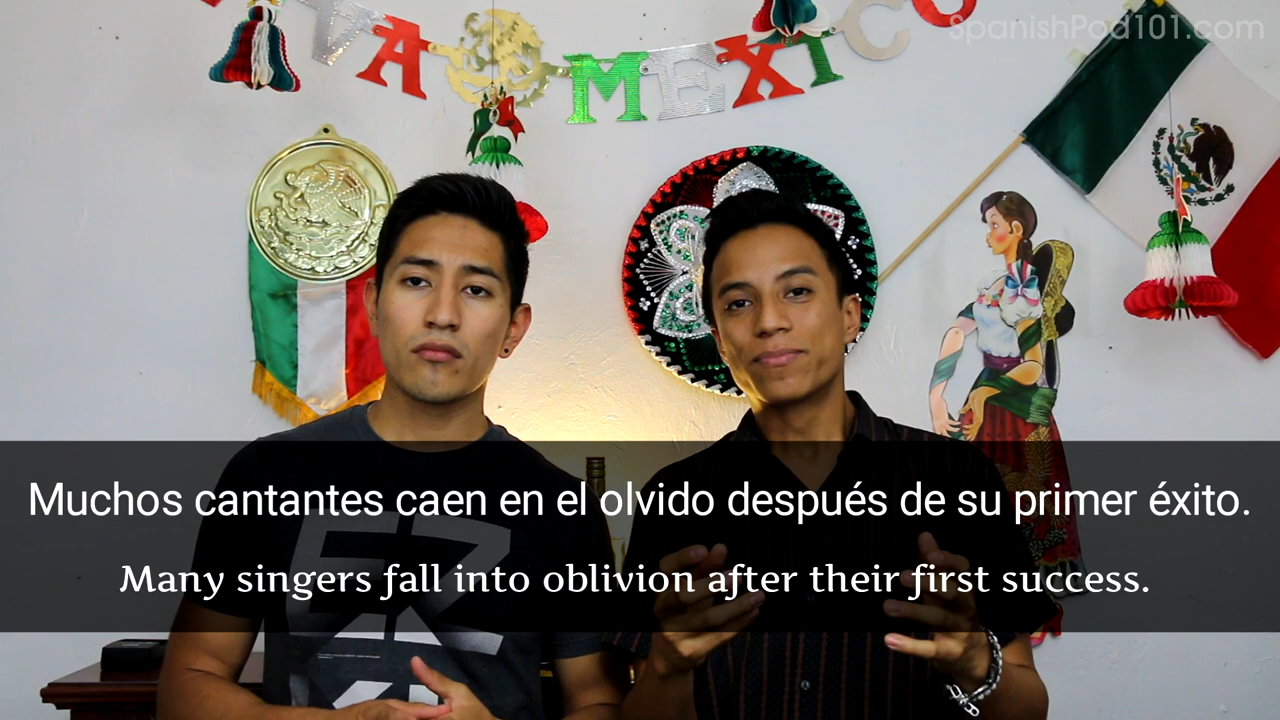 SpanishPod101.com
VA MEXICO
Muchos cantantes caen en el olvido después de su primer éxito.
Many singers fall into oblivion after their first success.